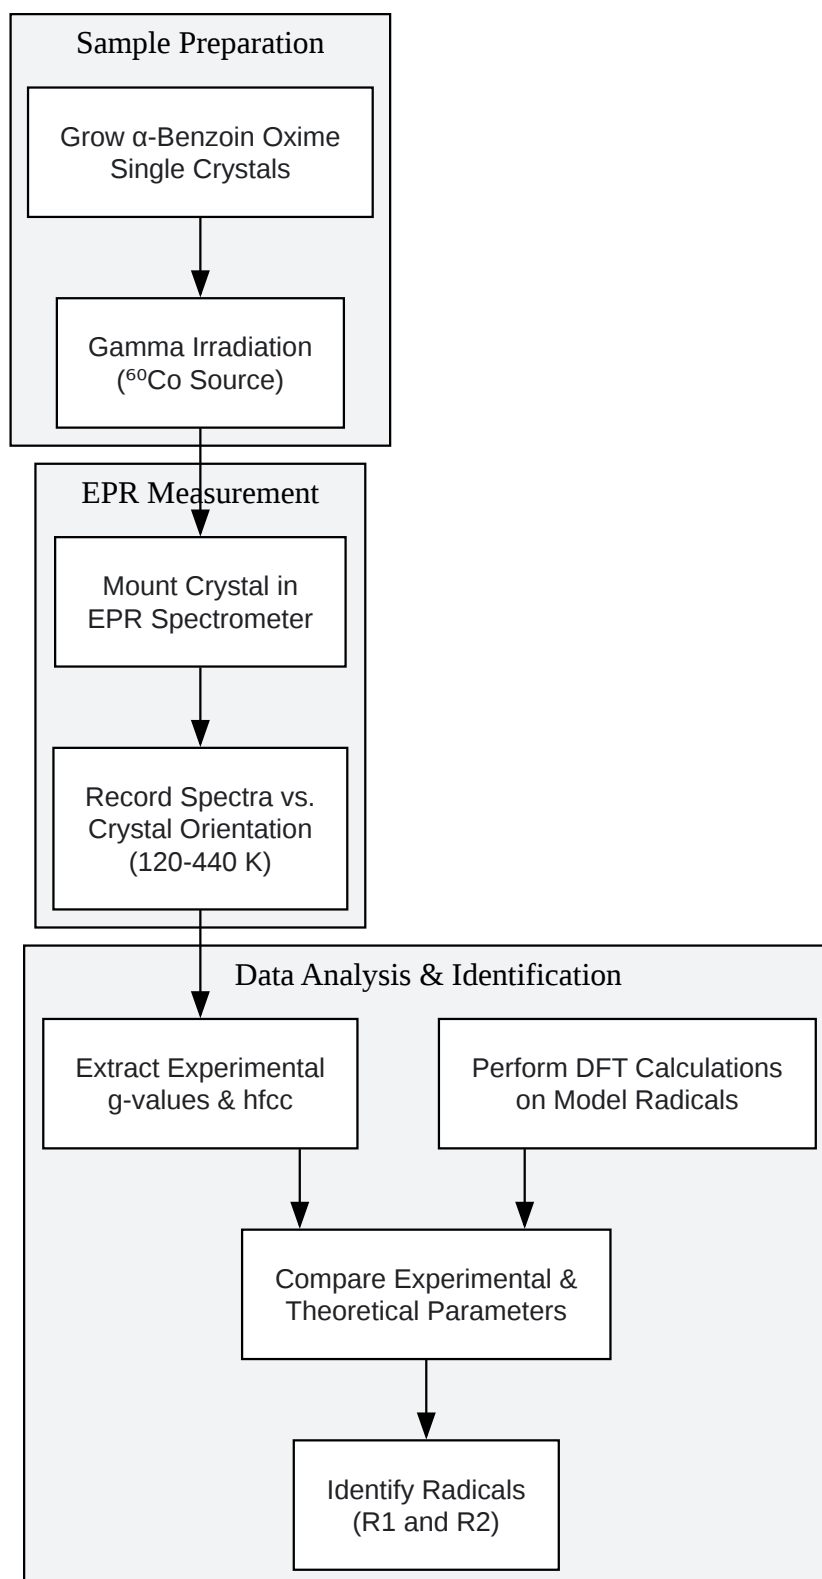 Sample Preparation
Grow α-Benzoin Oxime
Single Crystals
Gamma Irradiation
(⁶⁰Co Source)
EPR Measurement
Mount Crystal in
EPR Spectrometer
Record Spectra vs.
Crystal Orientation
(120-440 K)
Data Analysis & Identification
Extract Experimental
g-values & hfcc
Perform DFT Calculations
on Model Radicals
Compare Experimental &
Theoretical Parameters
Identify Radicals
(R1 and R2)